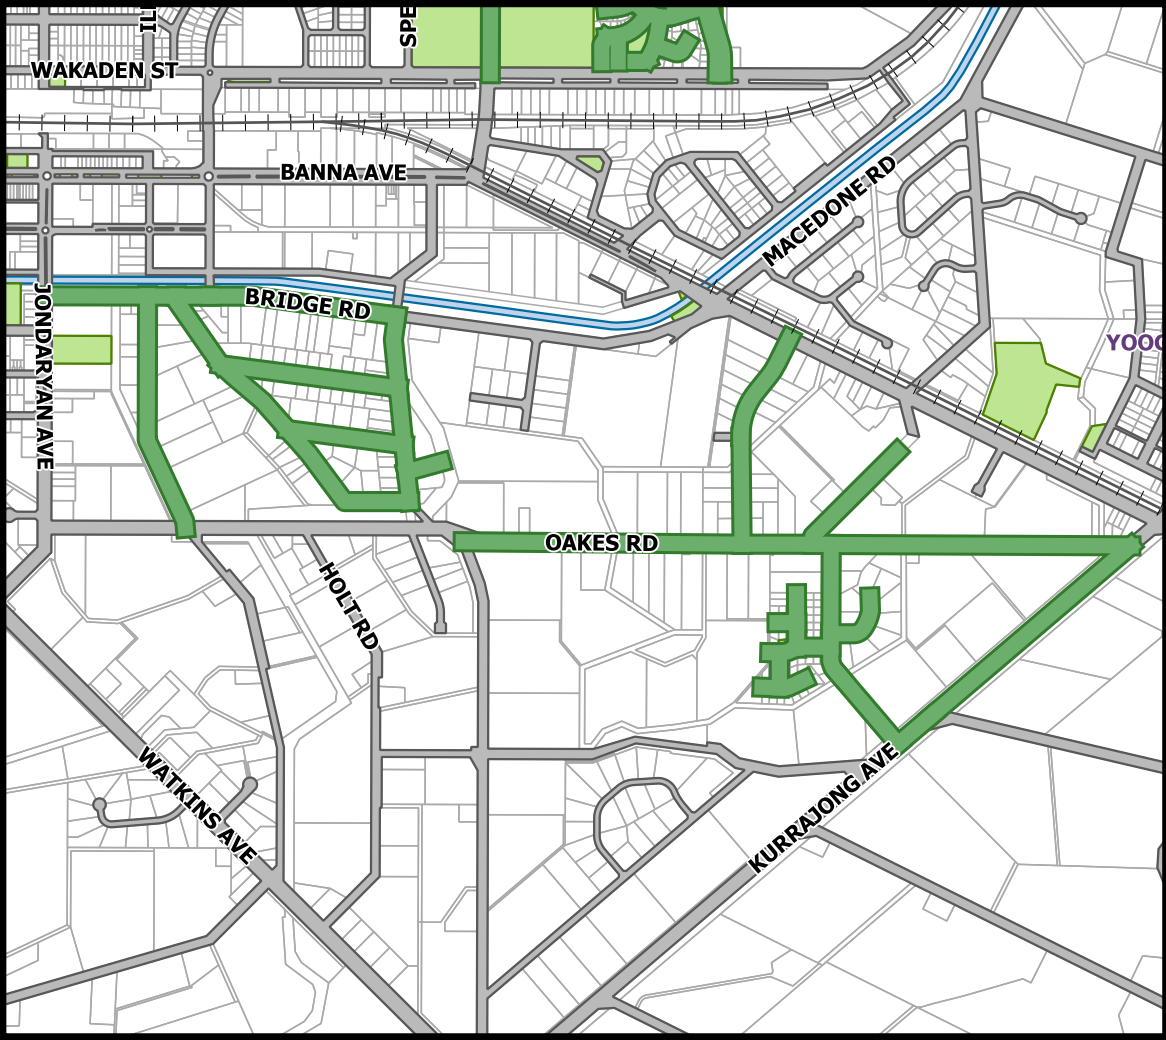 WAKADEN ST
BANNA AVE
MACEDONE RD
BRIDGE RD
JONDARYAN AVE
OAKES RD
HOLT RD
WATKINS AVE
KURRAJONG AVE